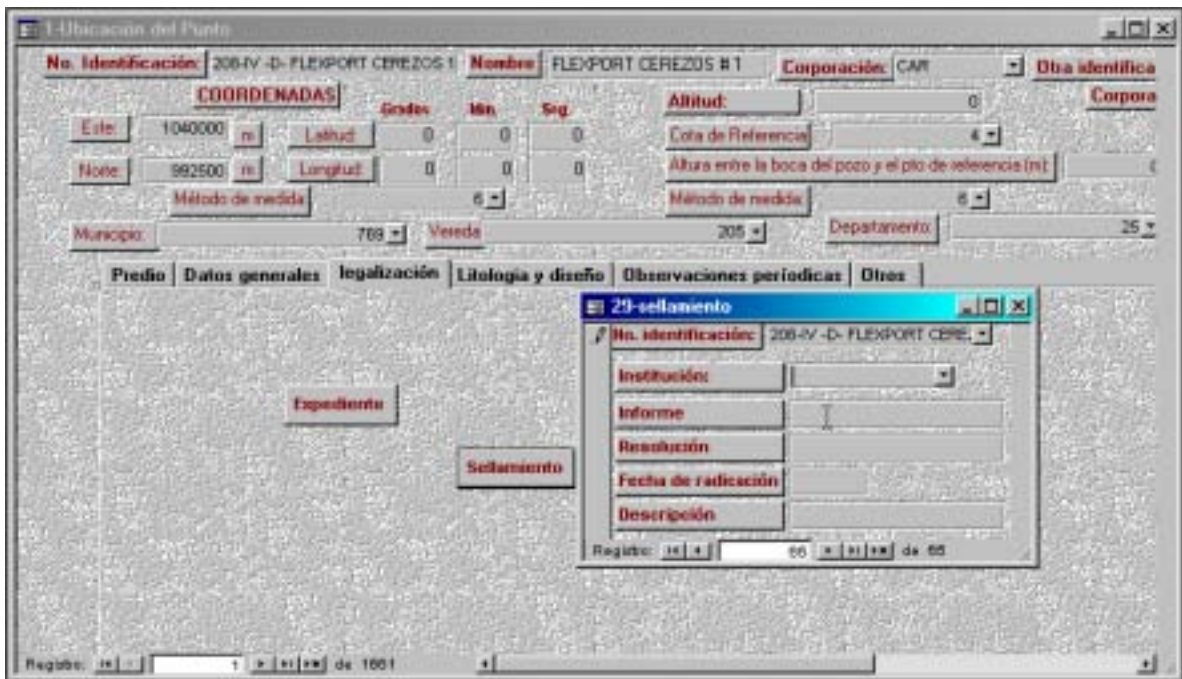 1-Ubicación del Punto
No. Identificación: 208-IV -D- FLEXPORT CEREZOS 1 Nombre FLEXPORT CEREZOS # 1 Corporación: CAR Otra identifica
COORDENADAS Grados Min. Seg. Altitud: 0 Corpora
Este: 1040000 m Latitud: 0 0 0 Cota de Referencia 4
Norte: 992500 m Longitud: 0 0 0 Altura entre la boca del pozo y el pto de referencia (m):
Método de medida 6 Método de medida: 6
Municipio: 769 Vereda 205 Departamento: 25
Predio Datos generales legalización Litología y diseño Observaciones períodicas Otros
29-sellamiento
No. identificación: 208-IV -D- FLEXPORT CERE
Institución:
Expediente
Informe
Resolución
Sellamiento
Fecha de radicación
Descripción
Registro: 66 de 66
Registro: 1 de 1661